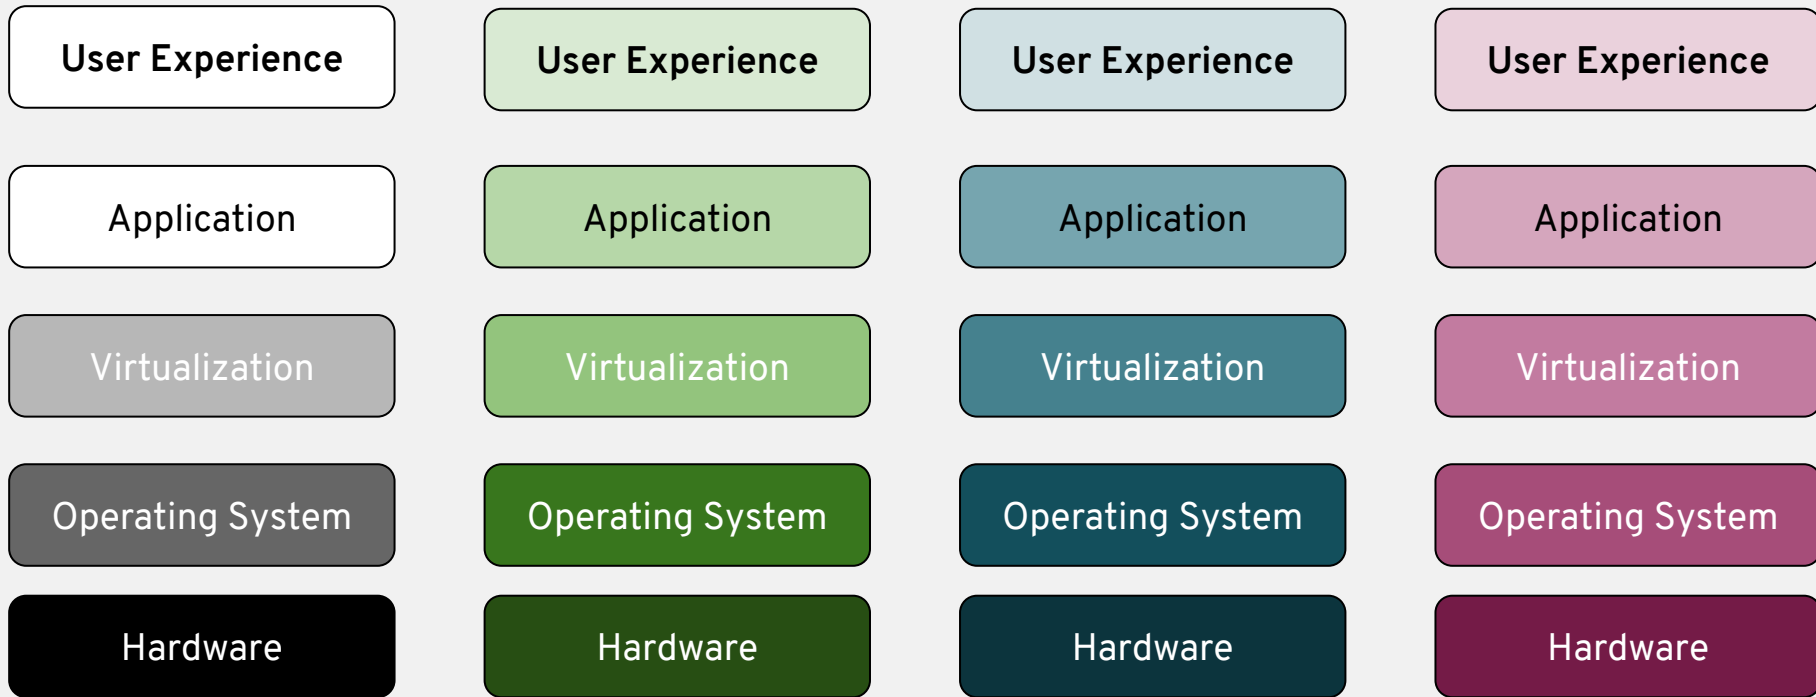 User Experience
User Experience
User Experience
User Experience
Application
Application
Application
Application
Virtualization
Virtualization
Virtualization
Virtualization
Operating System
Operating System
Operating System
Operating System
Hardware
Hardware
Hardware
Hardware